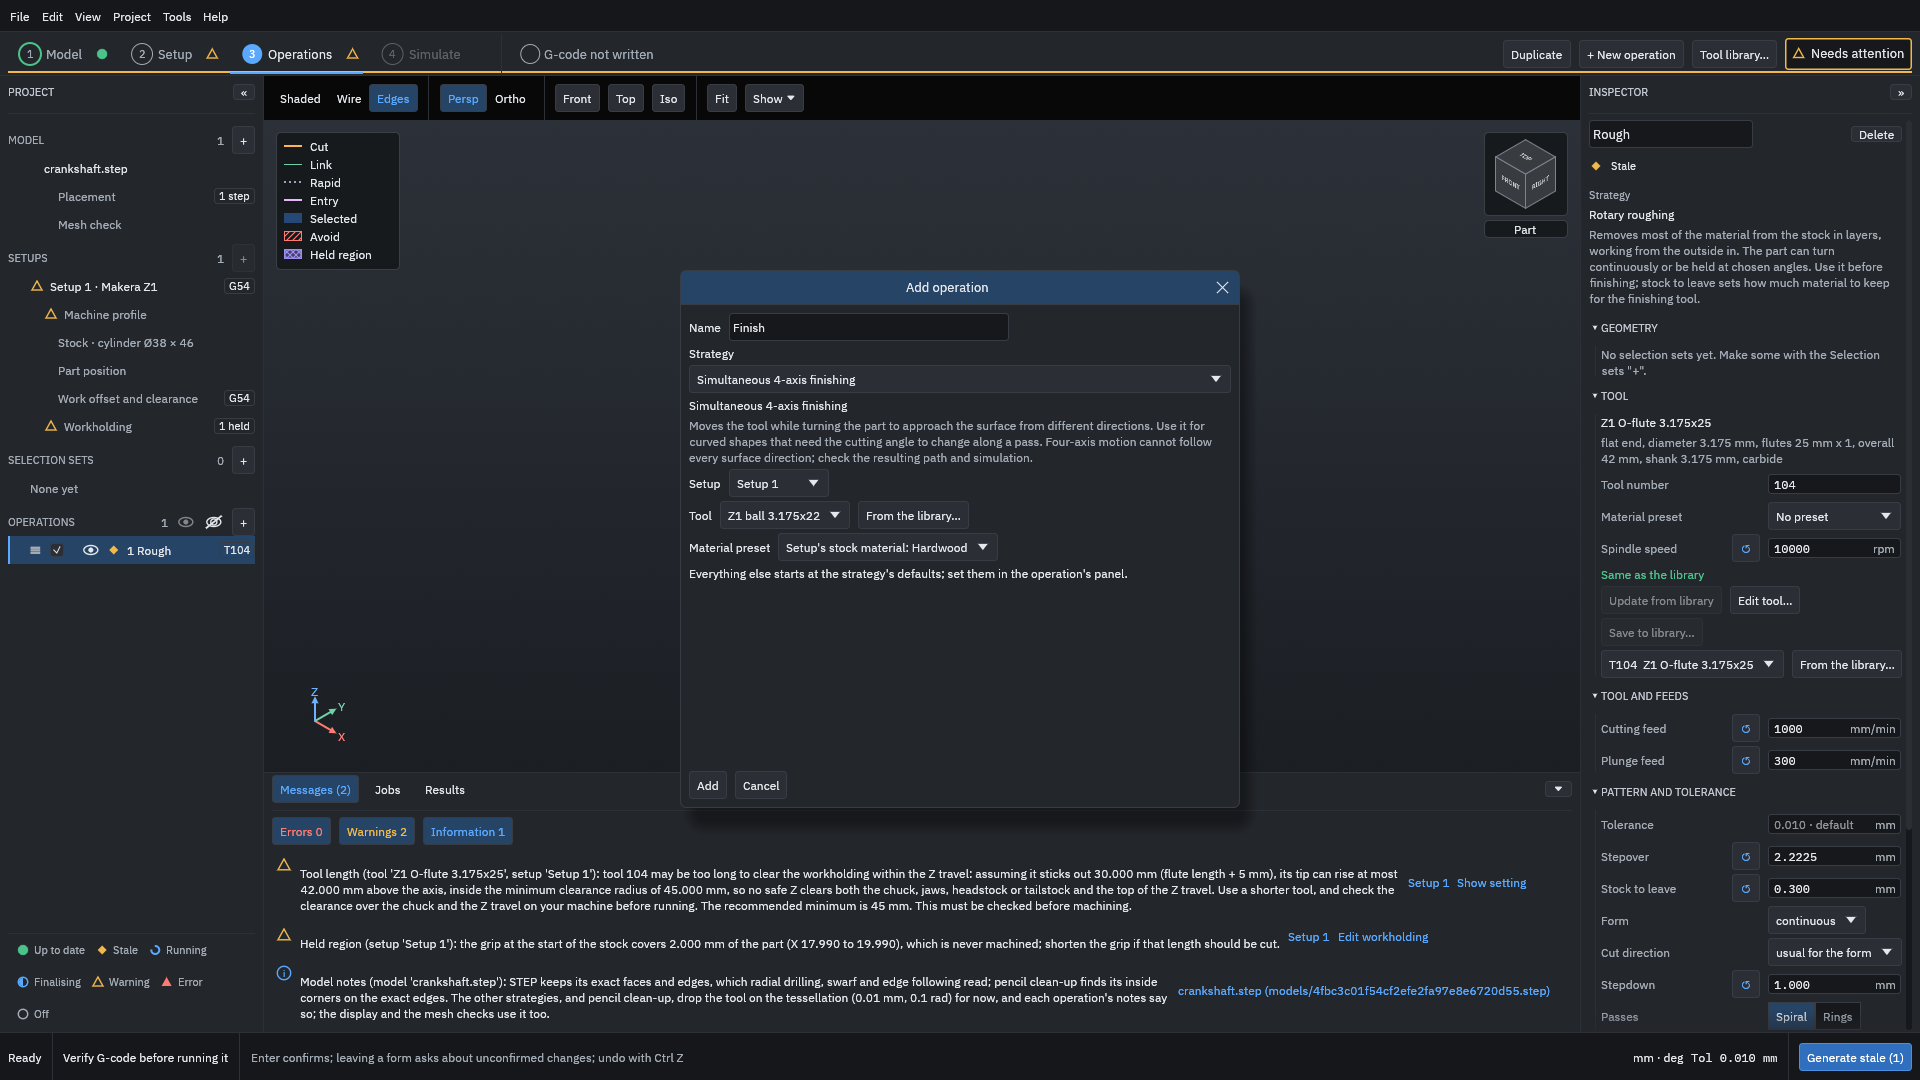 File Edit View Project Tools Help
1 Model 2 Setup 3 Operations 4 Simulate G-code not written Duplicate + New operation Tool library... Needs attention
PROJECT «
MODEL 1 +
crankshaft.step
Placement 1 step
Mesh check
SETUPS 1 +
Setup 1 · Makera Z1 G54
Machine profile
Stock · cylinder Ø38 × 46
Part position
Work offset and clearance G54
Workholding 1 held
SELECTION SETS 0 +
None yet
OPERATIONS 1 +
1 Rough T104
Up to date Stale Running
Finalising Warning Error
Off
Shaded Wire Edges Persp Ortho Front Top Iso Fit Show
Cut
Link
Rapid
Entry
Selected
Avoid
Held region
TOP
FRONT RIGHT
Part
Z
Y
X
Add operation
Name Finish
Strategy
Simultaneous 4-axis finishing
Simultaneous 4-axis finishing
Moves the tool while turning the part to approach the surface from different directions. Use it for
curved shapes that need the cutting angle to change along a pass. Four-axis motion cannot follow
every surface direction; check the resulting path and simulation.
Setup Setup 1
Tool Z1 ball 3.175x22 From the library...
Material preset Setup's stock material: Hardwood
Everything else starts at the strategy's defaults; set them in the operation's panel.
Add Cancel
Messages (2) Jobs Results
Errors 0 Warnings 2 Information 1
Tool length (tool 'Z1 O-flute 3.175x25', setup 'Setup 1'): tool 104 may be too long to clear the workholding within the Z travel: assuming it sticks out 30.000 mm (flute length + 5 mm), its tip can rise at most
42.000 mm above the axis, inside the minimum clearance radius of 45.000 mm, so no safe Z clears both the chuck, jaws, headstock or tailstock and the top of the Z travel. Use a shorter tool, and check the
clearance over the chuck and the Z travel on your machine before running. The recommended minimum is 45 mm. This must be checked before machining.
Setup 1 Show setting
Held region (setup 'Setup 1'): the grip at the start of the stock covers 2.000 mm of the part (X 17.990 to 19.990), which is never machined; shorten the grip if that length should be cut.
Setup 1 Edit workholding
Model notes (model 'crankshaft.step'): STEP keeps its exact faces and edges, which radial drilling, swarf and edge following read; pencil clean-up finds its inside
corners on the exact edges. The other strategies, and pencil clean-up, drop the tool on the tessellation (0.01 mm, 0.1 rad) for now, and each operation's notes say
so; the display and the mesh checks use it too.
crankshaft.step (models/4fbc3c01f54cf2efe2fa97e8e6720d55.step)
INSPECTOR »
Rough Delete
Stale
Strategy
Rotary roughing
Removes most of the material from the stock in layers,
working from the outside in. The part can turn
continuously or be held at chosen angles. Use it before
finishing; stock to leave sets how much material to keep
for the finishing tool.
GEOMETRY
No selection sets yet. Make some with the Selection
sets "+".
TOOL
Z1 O-flute 3.175x25
flat end, diameter 3.175 mm, flutes 25 mm x 1, overall
42 mm, shank 3.175 mm, carbide
Tool number 104
Material preset No preset
Spindle speed 10000 rpm
Same as the library
Update from library Edit tool...
Save to library...
T104 Z1 O-flute 3.175x25 From the library...
TOOL AND FEEDS
Cutting feed 1000 mm/min
Plunge feed 300 mm/min
PATTERN AND TOLERANCE
Tolerance 0.010 · default mm
Stepover 2.2225 mm
Stock to leave 0.300 mm
Form continuous
Cut direction usual for the form
Stepdown 1.000 mm
Passes Spiral Rings
Ready Verify G-code before running it Enter confirms; leaving a form asks about unconfirmed changes; undo with Ctrl Z mm · deg Tol 0.010 mm Generate stale (1)